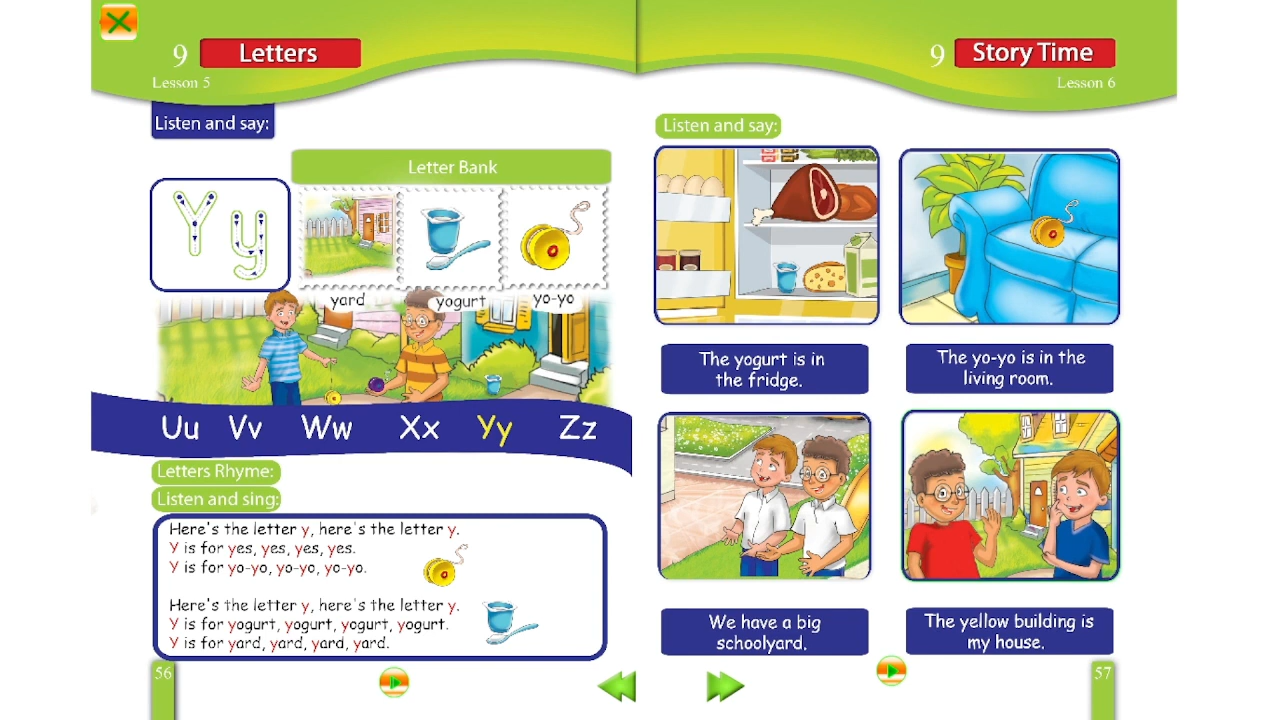 9 Letters
Lesson 5
Listen and say:
Letter Bank
Y y
yard yogurt yo-yo
Uu Vv Ww Xx Yy Zz
Letters Rhyme:
Listen and sing:
Here's the letter y, here's the letter y.
Y is for yes, yes, yes, yes.
Y is for yo-yo, yo-yo, yo-yo.
Here's the letter y, here's the letter y.
Y is for yogurt, yogurt, yogurt, yogurt.
Y is for yard, yard, yard, yard.
56
9 Story Time
Lesson 6
Listen and say:
The yogurt is in
the fridge.
The yo-yo is in the
living room.
We have a big
schoolyard.
The yellow building is
my house.
57